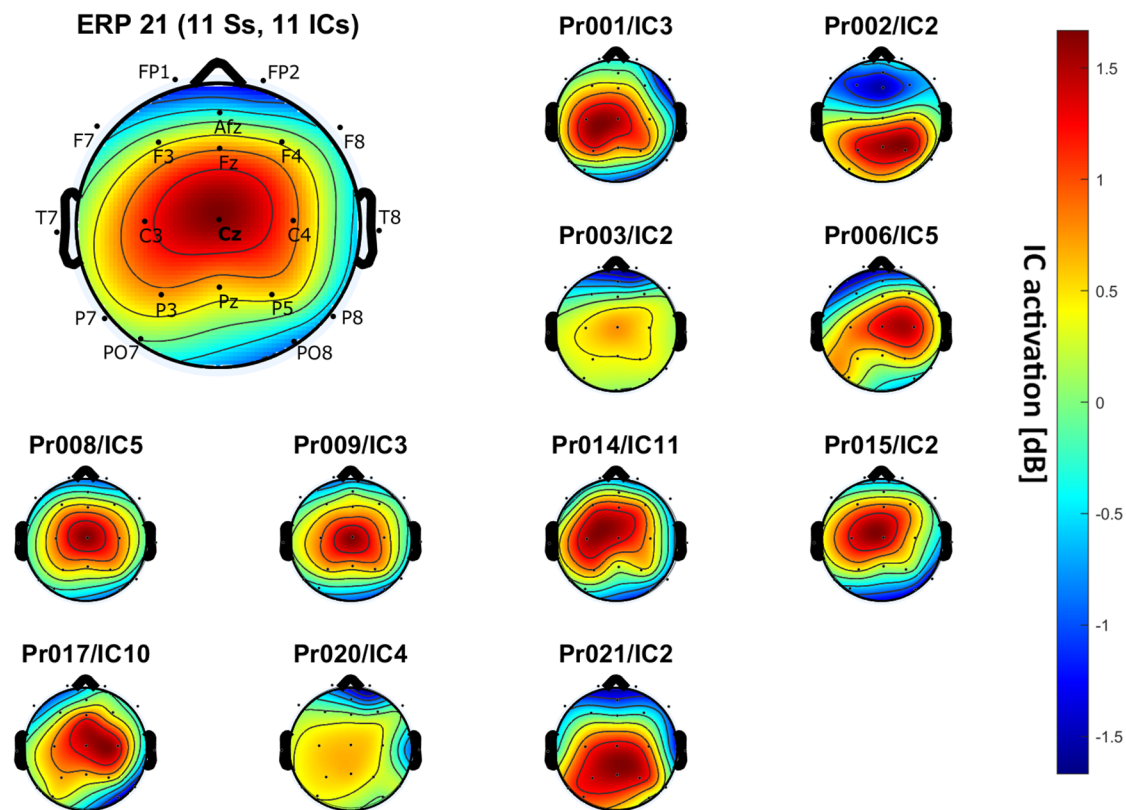 ERP 21 (11 Ss, 11 ICs)
FP1 FP2
F7 Afz F8
F3 Fz F4
T7 C3 Cz C4 T8
P3 Pz P5
P7 P8
PO7 PO8
Pr001/IC3
Pr002/IC2
Pr003/IC2
Pr006/IC5
Pr008/IC5
Pr009/IC3
Pr014/IC11
Pr015/IC2
Pr017/IC10
Pr020/IC4
Pr021/IC2
IC activation [dB]
1.5
1
0.5
0
-0.5
-1
-1.5